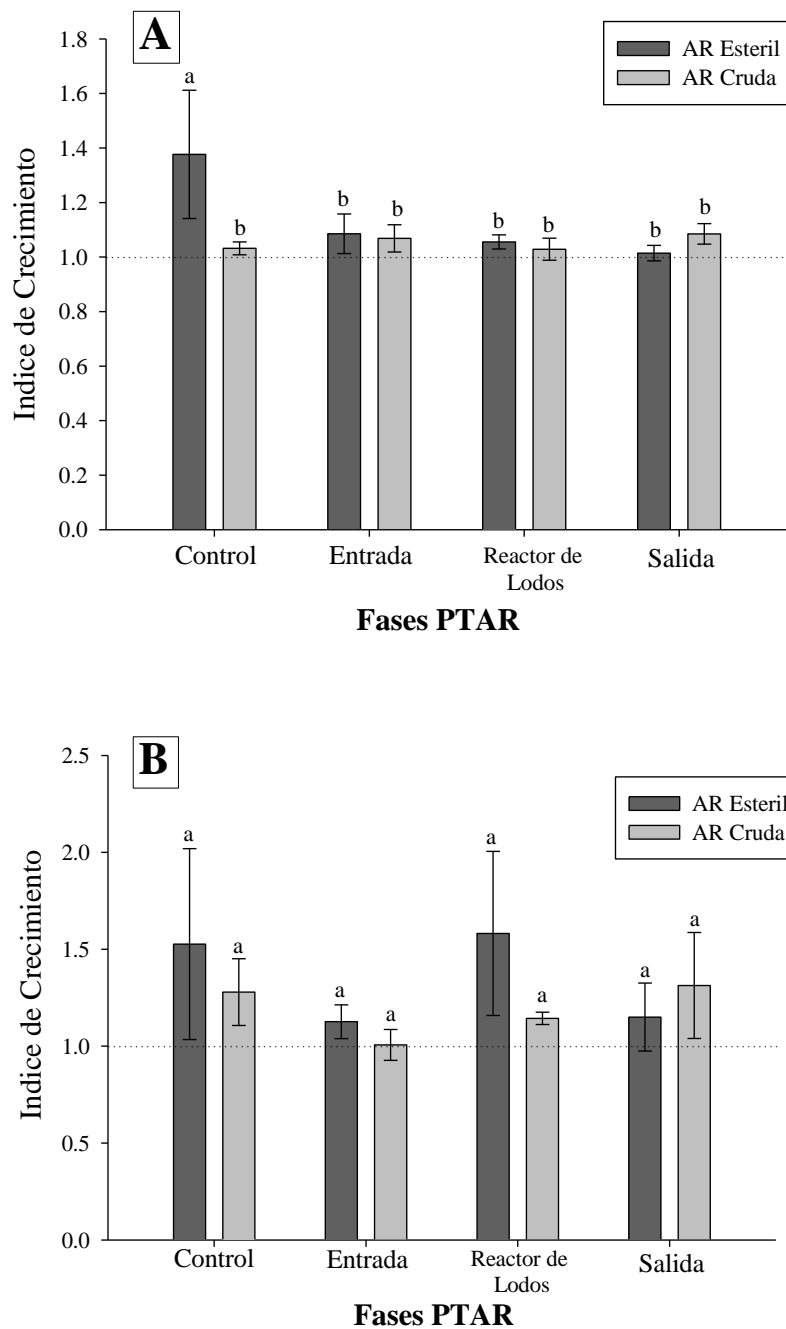 A
AR Esteril
AR Cruda
1.8
1.6
1.4
1.2
1.0
0.8
0.6
0.4
0.2
0.0
Indice de Crecimiento
a
b
b
b
b
b
b
b
Control
Entrada
Reactor de
Lodos
Salida
Fases PTAR
B
AR Esteril
AR Cruda
2.5
2.0
1.5
1.0
0.5
0.0
Indice de Crecimiento
a
a
a
a
a
a
a
a
Control
Entrada
Reactor de
Lodos
Salida
Fases PTAR